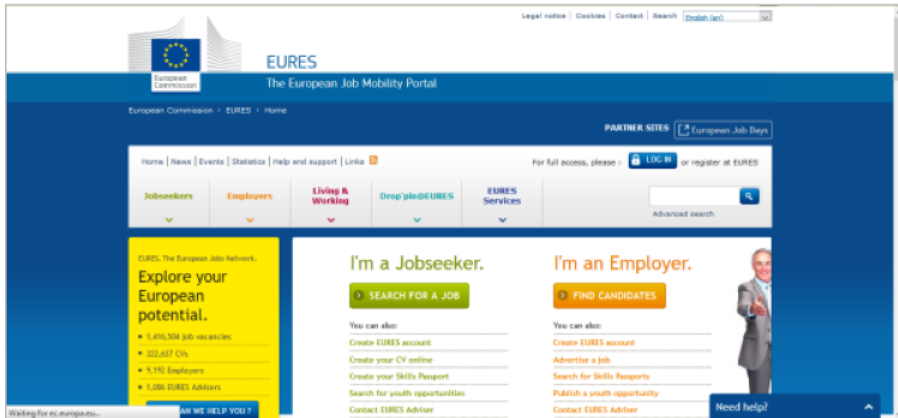 Legal notice | Cookies | Contact | Search English (en)
European
Commission
EURES
The European Job Mobility Portal
European Commission > EURES > Home
PARTNER SITES European Job Days
Home | News | Events | Statistics | Help and support | Links
For full access, please : LOG IN or register at EURES
Jobseekers
Employers
Living &
Working
Drop'pin@EURES
EURES
Services
Advanced search
EURES, The European Jobs Network.
Explore your
European
potential.
1,416,504 job vacancies
322,637 CVs
9,192 Employers
1,086 EURES Advisers
AN WE HELP YOU ?
I'm a Jobseeker.
SEARCH FOR A JOB
You can also:
Create EURES account
Create your CV online
Create your Skills Passport
Search for youth opportunities
Contact EURES Adviser
I'm an Employer.
FIND CANDIDATES
You can also:
Create EURES account
Advertise a job
Search for Skills Passports
Publish a youth opportunity
Contact EURES Adviser
Need help?
Waiting for ec.europa.eu...